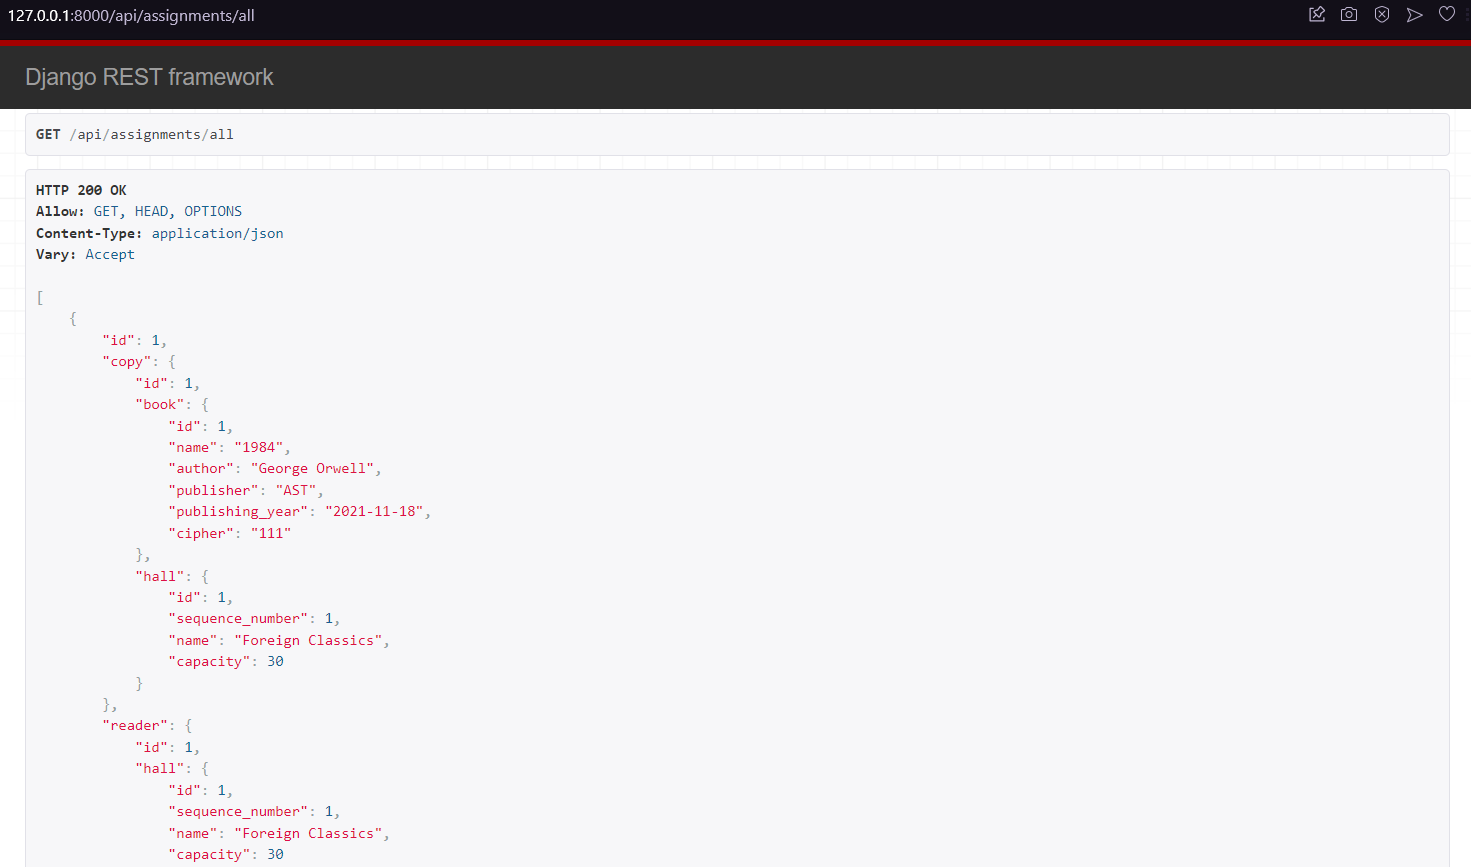 127.0.0.1:8000/api/assignments/all
Django REST framework
GET /api/assignments/all
HTTP 200 OK
Allow: GET, HEAD, OPTIONS
Content-Type: application/json
Vary: Accept
[
    {
        "id": 1,
        "copy": {
            "id": 1,
            "book": {
                "id": 1,
                "name": "1984",
                "author": "George Orwell",
                "publisher": "AST",
                "publishing_year": "2021-11-18",
                "cipher": "111"
            },
            "hall": {
                "id": 1,
                "sequence_number": 1,
                "name": "Foreign Classics",
                "capacity": 30
            }
        },
        "reader": {
            "id": 1,
            "hall": {
                "id": 1,
                "sequence_number": 1,
                "name": "Foreign Classics",
                "capacity": 30